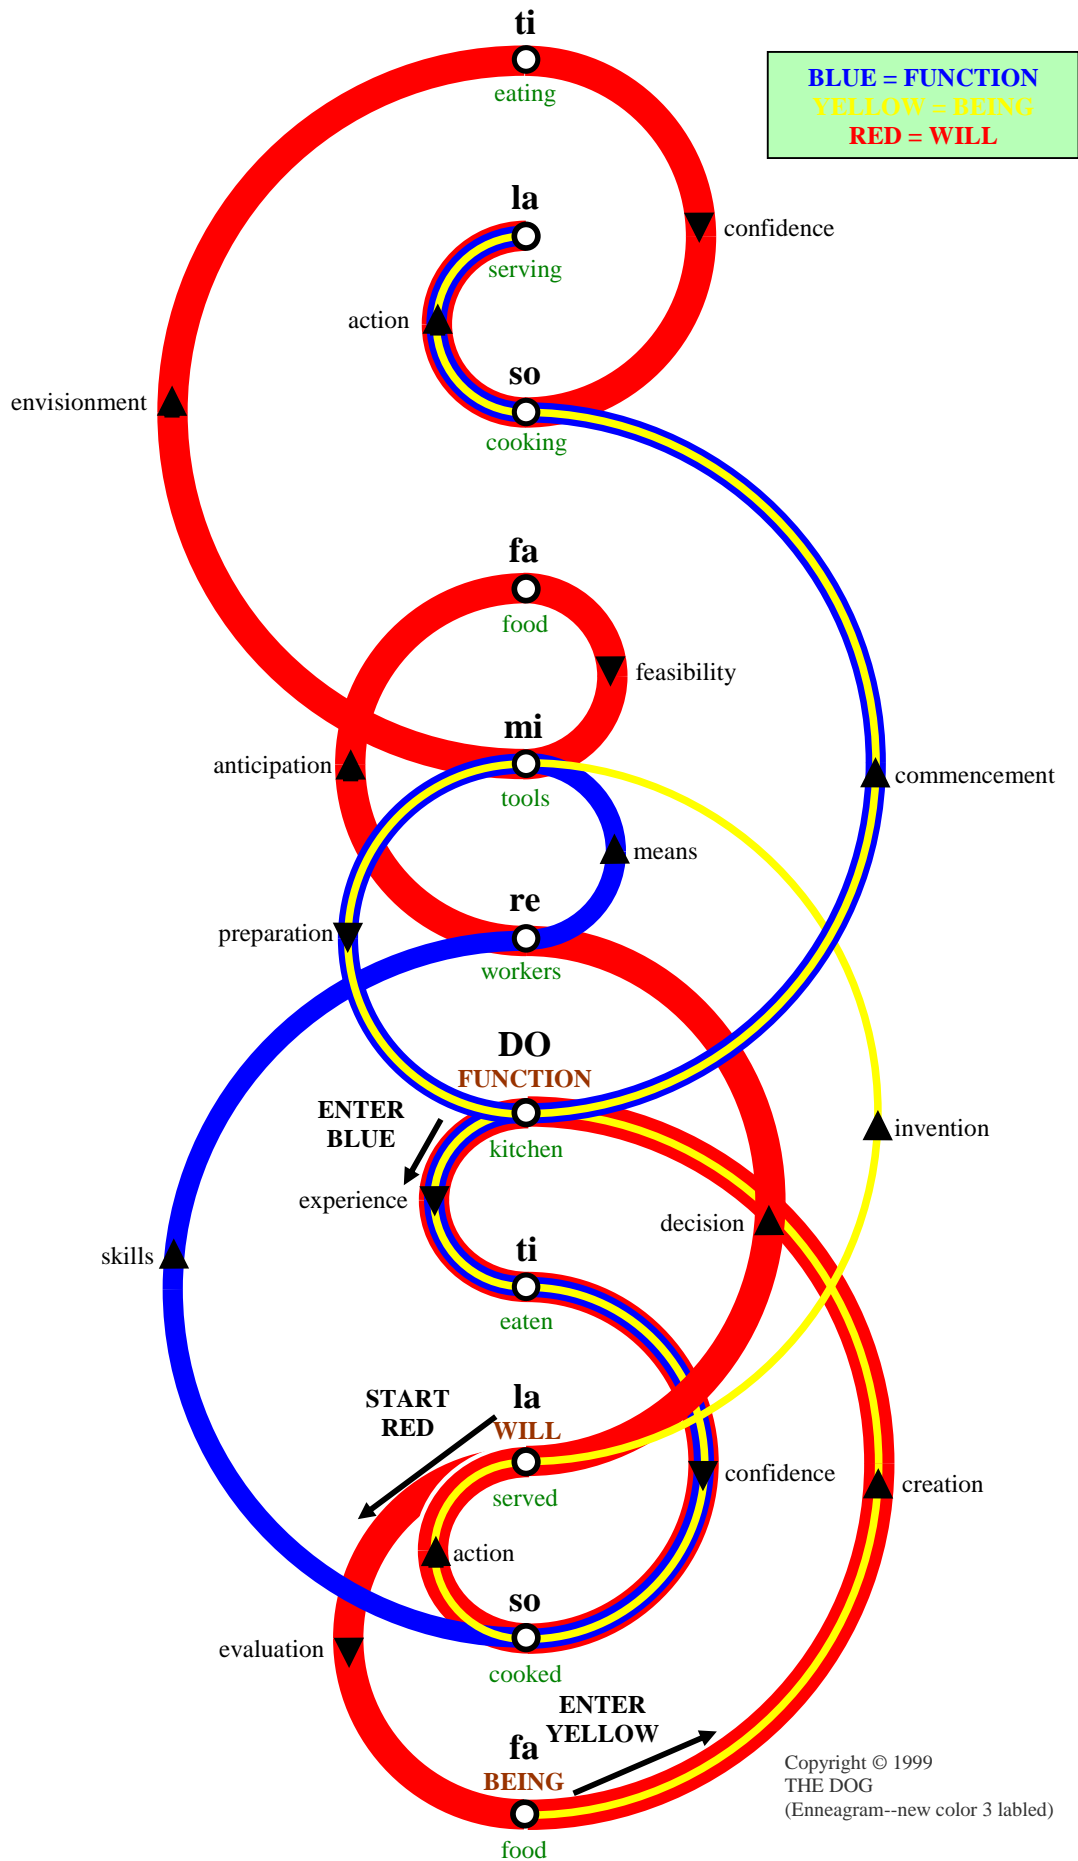 ti
eating
BLUE = FUNCTION
YELLOW = BEING
RED = WILL
la
serving
confidence
action
so
cooking
envisionment
fa
food
feasibility
mi
tools
anticipation
commencement
means
re
workers
preparation
DO
FUNCTION
kitchen
ENTER
BLUE
invention
experience
decision
skills
ti
eaten
START
RED
la
WILL
served
confidence
creation
action
so
cooked
evaluation
ENTER
YELLOW
fa
BEING
food
Copyright © 1999
THE DOG
(Enneagram--new color 3 labled)